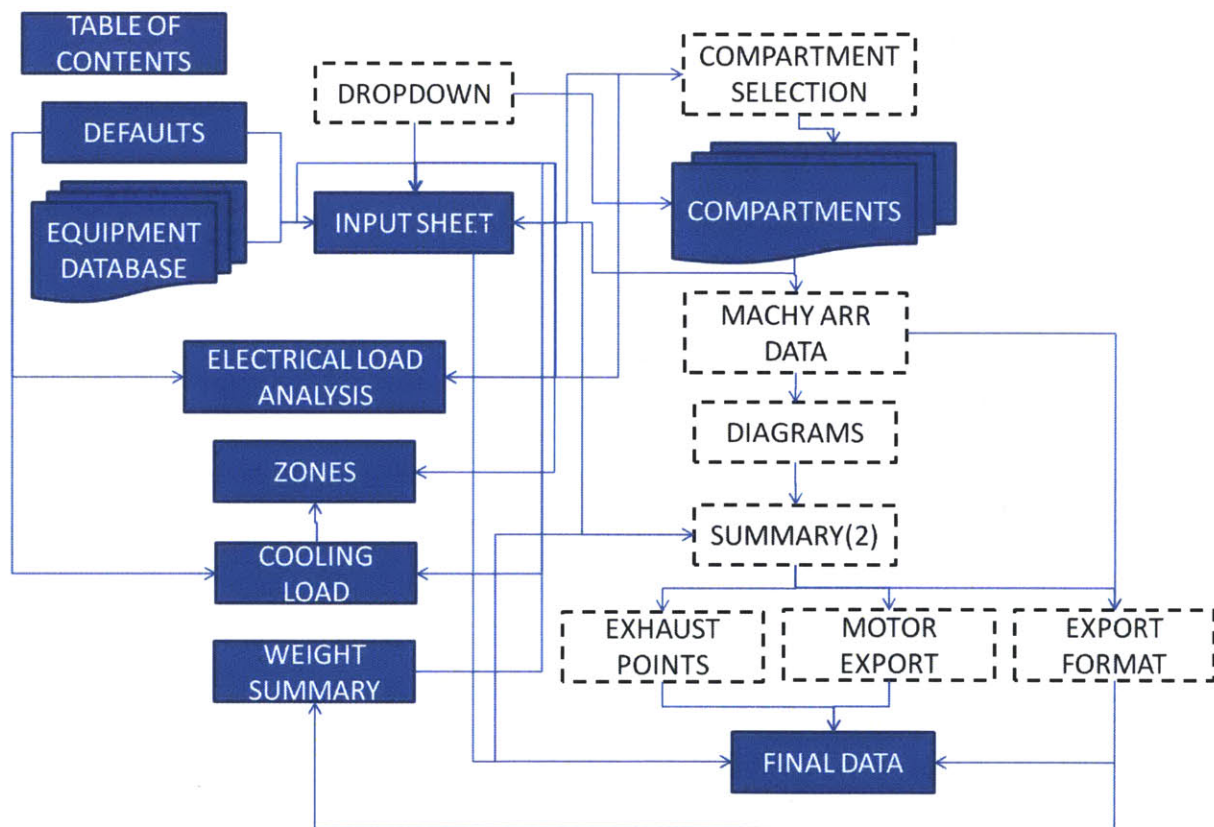 TABLE OF
CONTENTS
DROPDOWN
COMPARTMENT
SELECTION
DEFAULTS
EQUIPMENT
DATABASE
INPUT SHEET
COMPARTMENTS
MACHY ARR
DATA
ELECTRICAL LOAD
ANALYSIS
DIAGRAMS
ZONES
SUMMARY(2)
COOLING
LOAD
EXHAUST
POINTS
MOTOR
EXPORT
EXPORT
FORMAT
WEIGHT
SUMMARY
FINAL DATA